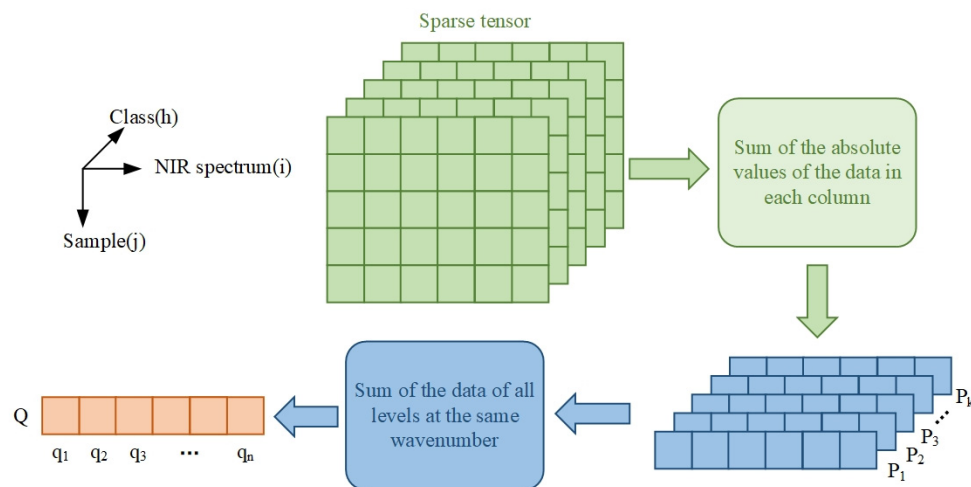 Sparse tensor
Class(h)
NIR spectrum(i)
Sample(j)
Sum of the absolute
values of the data in
each column
Sum of the data of all
levels at the same
wavenumber
P₁
P₂
P₃
...
Pₖ
Q
q₁ q₂ q₃ ... qₙ